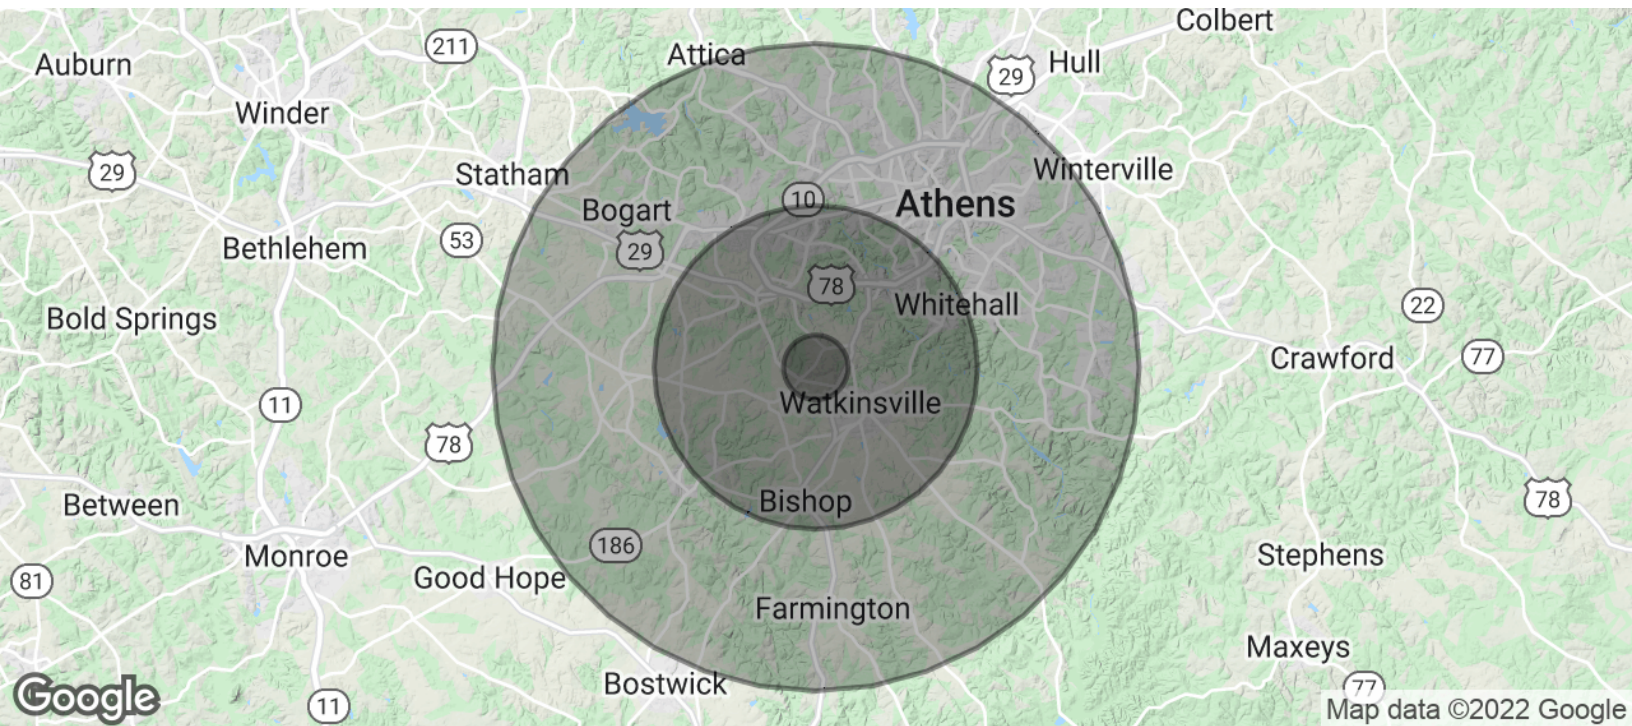 Colbert
211
Attica
Auburn
Hull
29
Winder
29
Winterville
Statham
10
Athens
Bogart
53
29
Bethlehem
78
Whitehall
22
Bold Springs
77
Crawford
11
Watkinsville
78
78
Between
Bishop
186
Monroe
Stephens
81
Good Hope
Farmington
Maxeys
Bostwick
77
Google
11
Map data ©2022 Google